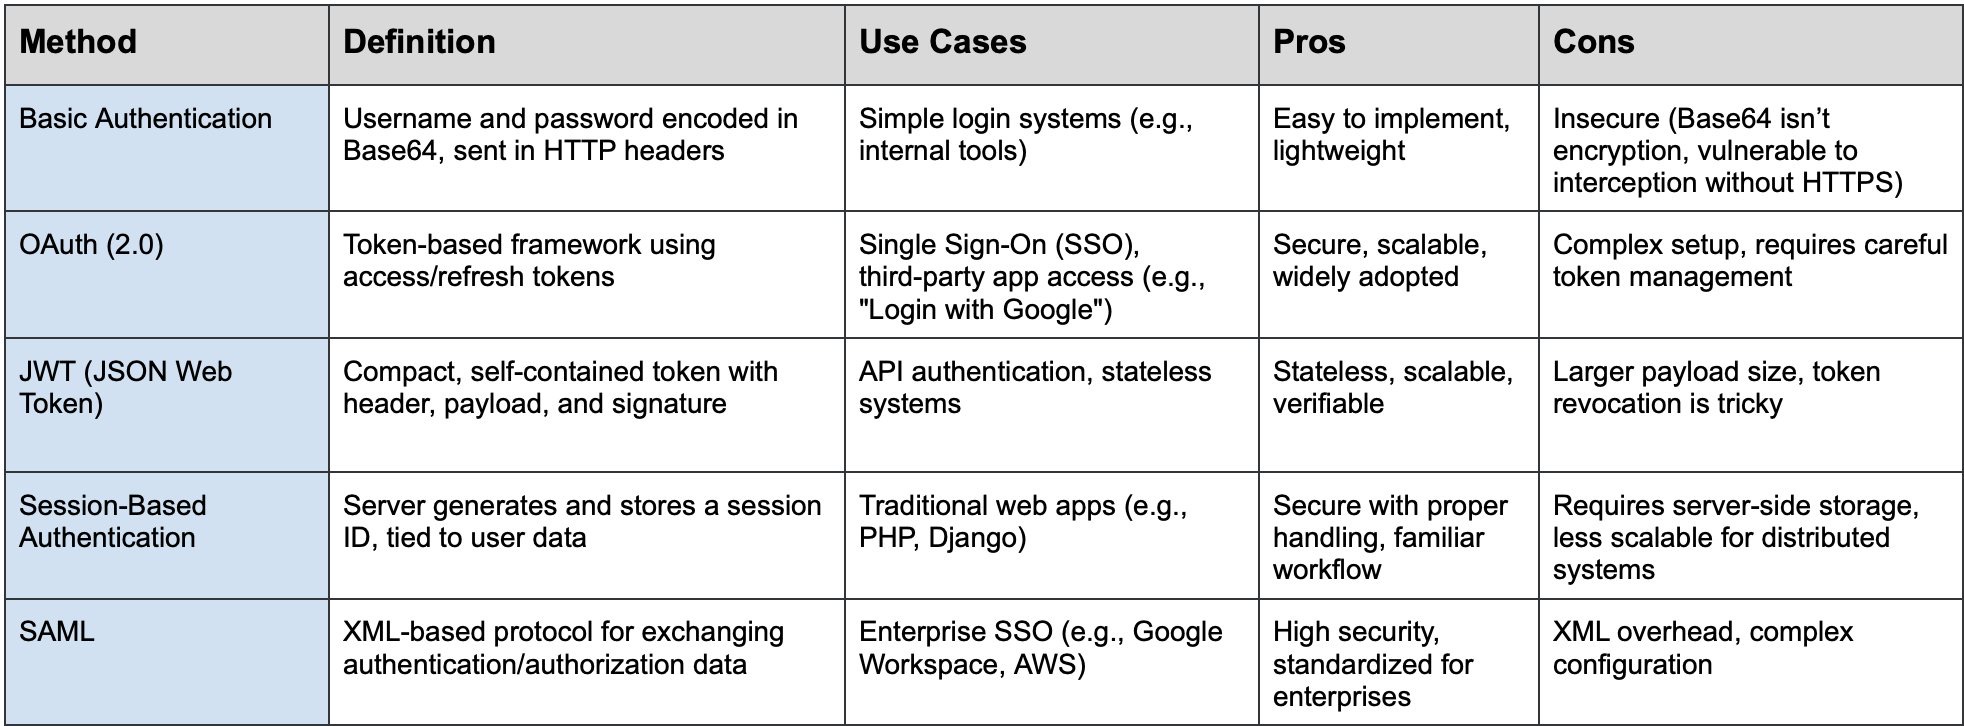 Method
Definition
Use Cases
Pros
Cons
Basic Authentication
Username and password encoded in
Base64, sent in HTTP headers
Simple login systems (e.g.,
internal tools)
Easy to implement,
lightweight
Insecure (Base64 isn’t
encryption, vulnerable to
interception without HTTPS)
OAuth (2.0)
Token-based framework using
access/refresh tokens
Single Sign-On (SSO),
third-party app access (e.g.,
"Login with Google")
Secure, scalable,
widely adopted
Complex setup, requires careful
token management
JWT (JSON Web
Token)
Compact, self-contained token with
header, payload, and signature
API authentication, stateless
systems
Stateless, scalable,
verifiable
Larger payload size, token
revocation is tricky
Session-Based
Authentication
Server generates and stores a session
ID, tied to user data
Traditional web apps (e.g.,
PHP, Django)
Secure with proper
handling, familiar
workflow
Requires server-side storage,
less scalable for distributed
systems
SAML
XML-based protocol for exchanging
authentication/authorization data
Enterprise SSO (e.g., Google
Workspace, AWS)
High security,
standardized for
enterprises
XML overhead, complex
configuration